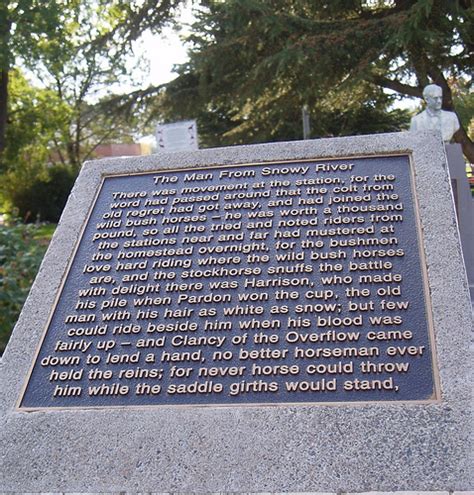 The Man From Snowy River
There was movement at the station, for the
word had passed around that the colt from
old regret had got away, and had joined the
wild bush horses – he was worth a thousand
pound, so all the tried and noted riders from
the stations near and far had mustered at
the homestead overnight, for the bushmen
love hard riding where the wild bush horses
are, and the stockhorse snuffs the battle
with delight there was Harrison, who made
his pile when Pardon won the cup, the old
man with his hair as white as snow; but few
could ride beside him when his blood was
fairly up – and Clancy of the Overflow came
down to lend a hand, no better horseman ever
held the reins; for never horse could throw
him while the saddle girths would stand,